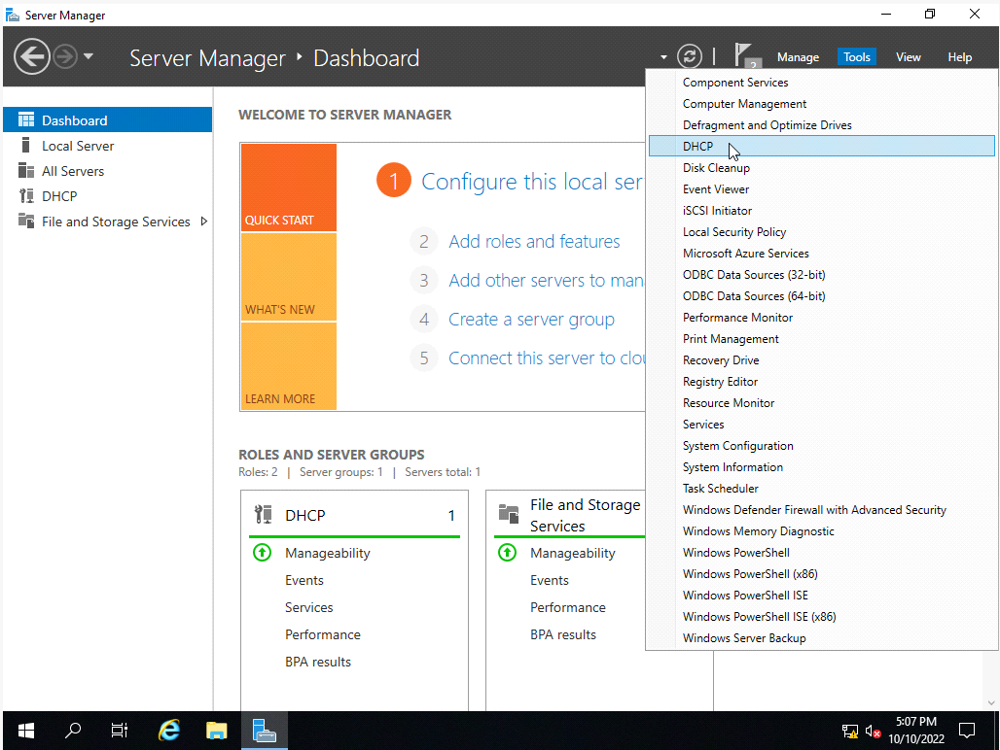 Server Manager
Server Manager • Dashboard
2
Manage
Tools
View
Help
Dashboard
Local Server
All Servers
DHCP
File and Storage Services
WELCOME TO SERVER MANAGER
QUICK START
WHAT'S NEW
LEARN MORE
1 Configure this local ser
2 Add roles and features
3 Add other servers to man
4 Create a server group
5 Connect this server to clou
ROLES AND SERVER GROUPS
Roles: 2 | Server groups: 1 | Servers total: 1
DHCP 1
Manageability
Events
Services
Performance
BPA results
File and Storage
Services
Manageability
Events
Performance
BPA results
Component Services
Computer Management
Defragment and Optimize Drives
DHCP
Disk Cleanup
Event Viewer
iSCSI Initiator
Local Security Policy
Microsoft Azure Services
ODBC Data Sources (32-bit)
ODBC Data Sources (64-bit)
Performance Monitor
Print Management
Recovery Drive
Registry Editor
Resource Monitor
Services
System Configuration
System Information
Task Scheduler
Windows Defender Firewall with Advanced Security
Windows Memory Diagnostic
Windows PowerShell
Windows PowerShell (x86)
Windows PowerShell ISE
Windows PowerShell ISE (x86)
Windows Server Backup
5:07 PM
10/10/2022